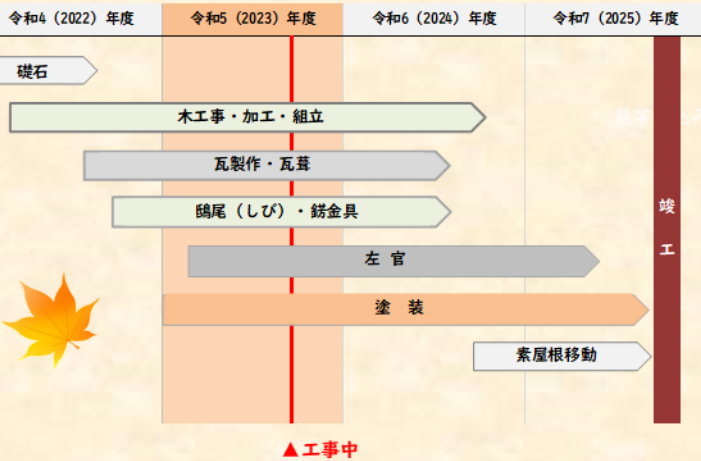 令和4（2022）年度
令和5（2023）年度
令和6（2024）年度
令和7（2025）年度
礎石
木工事・加工・組立
瓦製作・瓦葺
鴟尾（しび）・錺金具
左 官
塗 装
素屋根移動
竣工
▲工事中